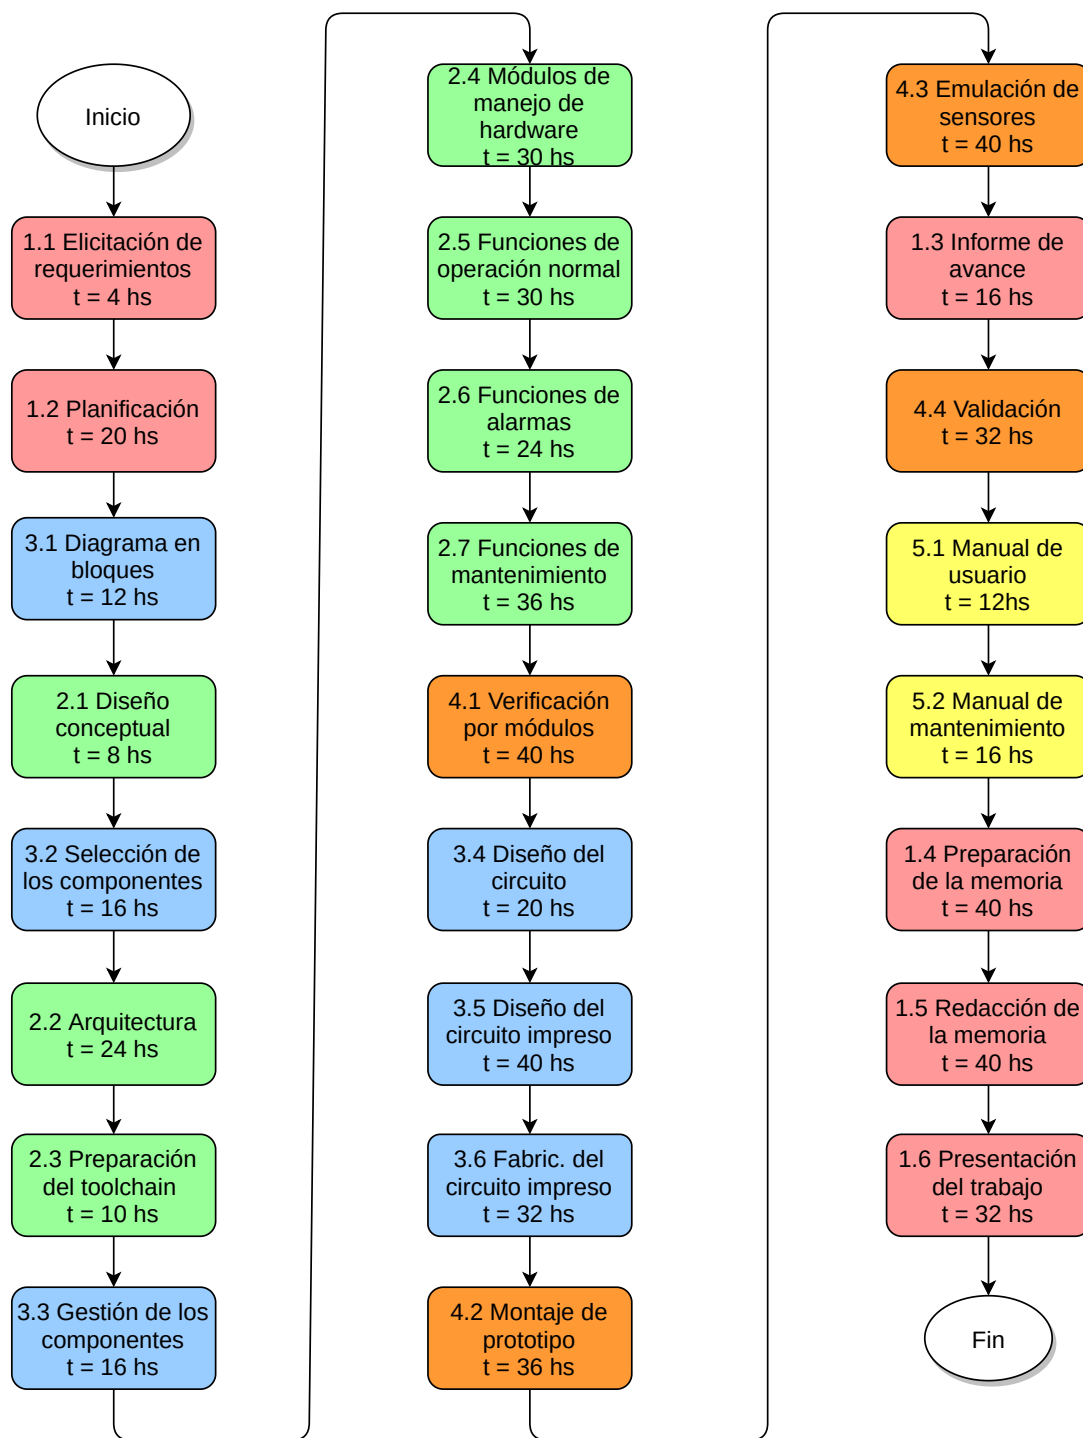 Inicio
1.1 Elicitación de
requerimientos
t = 4 hs
1.2 Planificación
t = 20 hs
3.1 Diagrama en
bloques
t = 12 hs
2.1 Diseño
conceptual
t = 8 hs
3.2 Selección de
los componentes
t = 16 hs
2.2 Arquitectura
t = 24 hs
2.3 Preparación
del toolchain
t = 10 hs
3.3 Gestión de los
componentes
t = 16 hs
2.4 Módulos de
manejo de
hardware
t = 30 hs
2.5 Funciones de
operación normal
t = 30 hs
2.6 Funciones de
alarmas
t = 24 hs
2.7 Funciones de
mantenimiento
t = 36 hs
4.1 Verificación
por módulos
t = 40 hs
3.4 Diseño del
circuito
t = 20 hs
3.5 Diseño del
circuito impreso
t = 40 hs
3.6 Fabric. del
circuito impreso
t = 32 hs
4.2 Montaje de
prototipo
t = 36 hs
4.3 Emulación de
sensores
t = 40 hs
1.3 Informe de
avance
t = 16 hs
4.4 Validación
t = 32 hs
5.1 Manual de
usuario
t = 12hs
5.2 Manual de
mantenimiento
t = 16 hs
1.4 Preparación
de la memoria
t = 40 hs
1.5 Redacción de
la memoria
t = 40 hs
1.6 Presentación
del trabajo
t = 32 hs
Fin